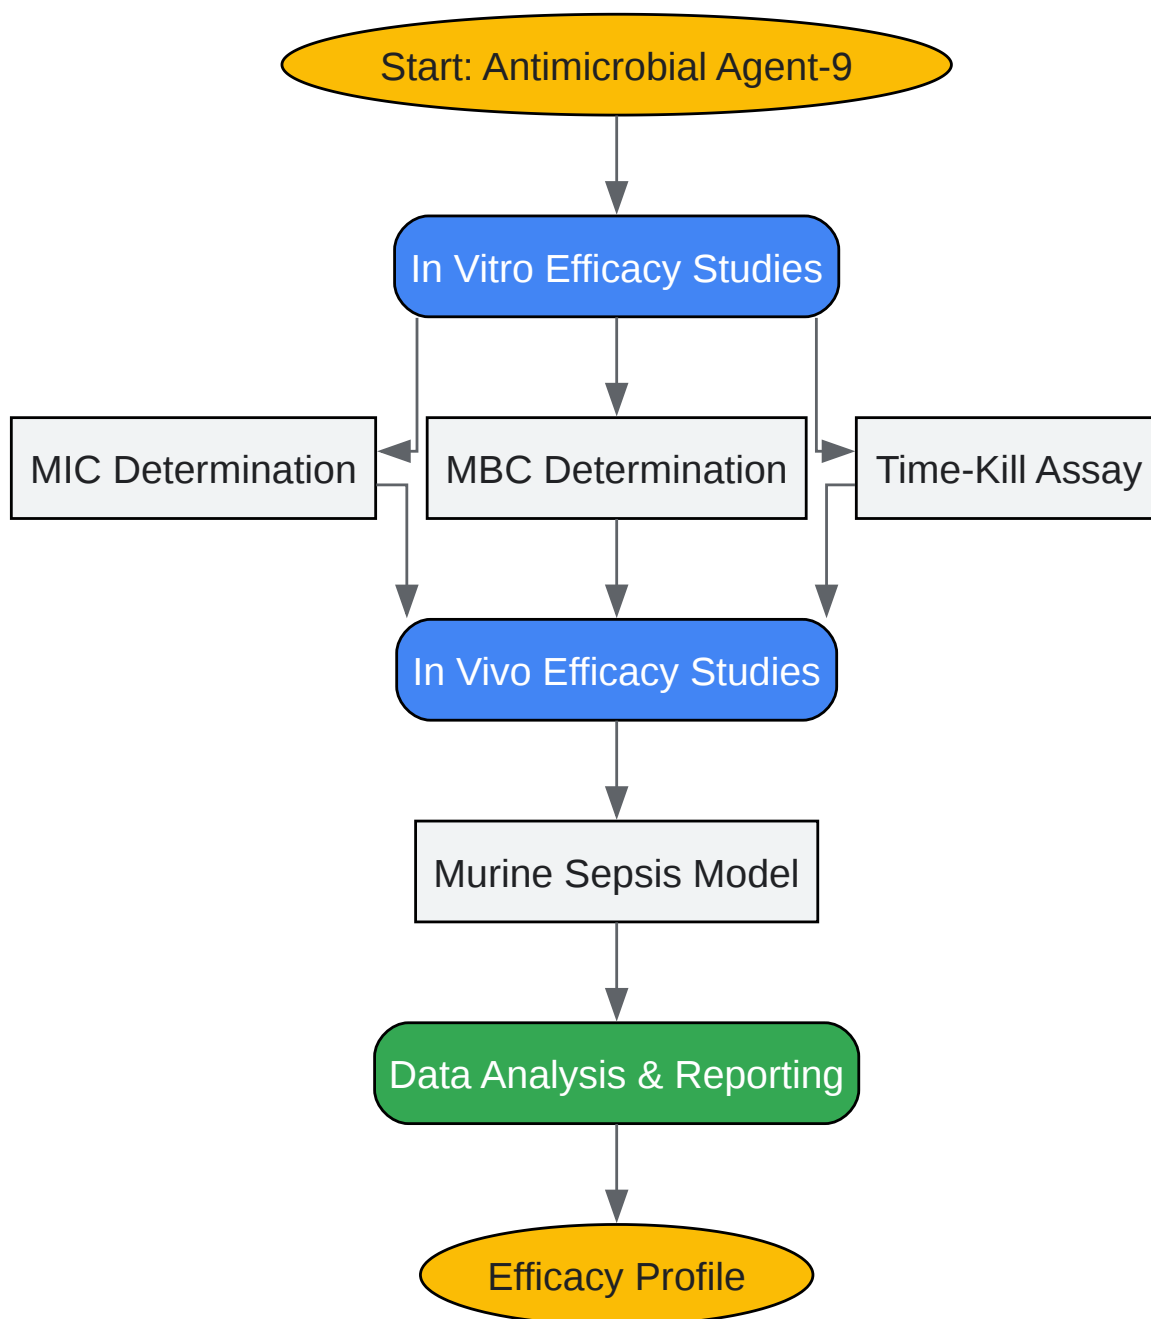 Start: Antimicrobial Agent-9
In Vitro Efficacy Studies
MIC Determination
MBC Determination
Time-Kill Assay
In Vivo Efficacy Studies
Murine Sepsis Model
Data Analysis & Reporting
Efficacy Profile